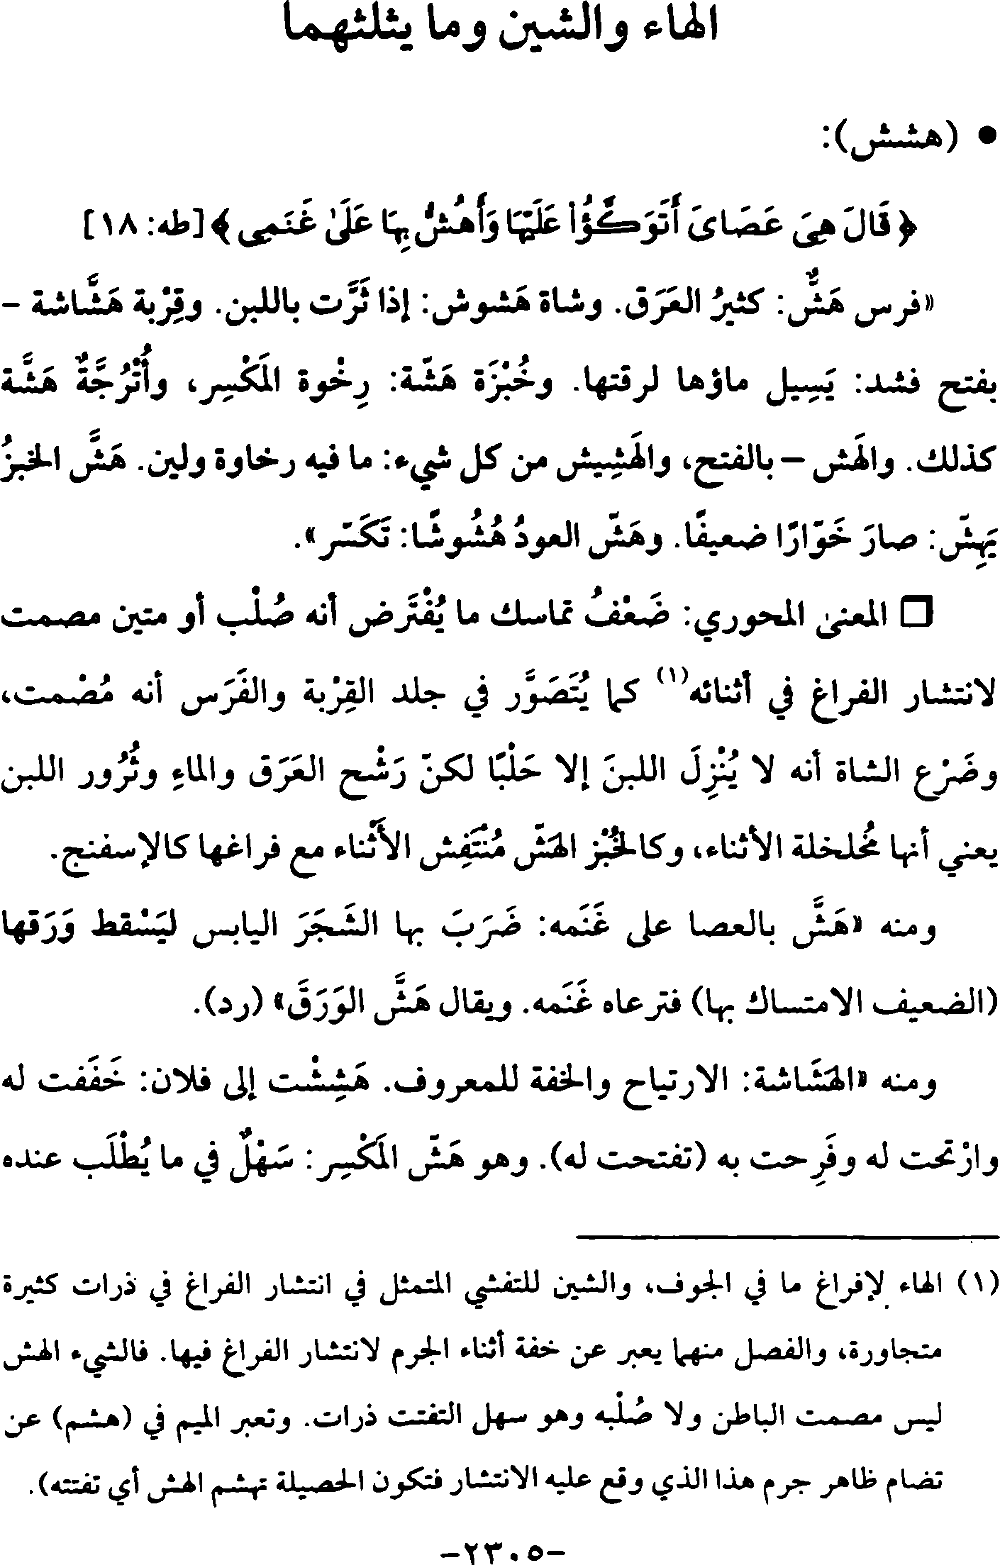 الهاء والشين وما يثلثهما
• (هشش):
﴿قَالَ هِيَ عَصَايَ أَتَوَكَّؤُا عَلَيْهَا وَأَهُشُّ بِهَا عَلَىٰ غَنَمِي﴾ [طه: ١٨]
«فرس هَشٌّ: كثيرُ العَرَق. وشاة هَشوش: إذا ثَرَّت باللبن. وقِرْبة هَشَّاشة –
بفتح فشد: يَسِيل ماؤها لرقتها. وخُبْزَة هَشّة: رِخْوة المَكْسِر، وأُتْرُجَّةٌ هَشَّة
كذلك. والهَش – بالفتح، والهَشِيش من كل شيء: ما فيه رخاوة ولين. هَشَّ الخبزُ
يَهِشّ: صارَ خَوّارًا ضعيفًا. وهَشّ العودُ هُشُوشًا: تَكَسّر».
□ المعنى المحوري: ضَعْفُ تماسك ما يُفْتَرَض أنه صُلْب أو متين مصمت
لانتشار الفراغ في أثنائه(١) كما يُتَصَوَّر في جلد القِرْبة والفَرَس أنه مُصْمت،
وضَرْع الشاة أنه لا يُنْزِلَ اللبنَ إلا حَلْبًا لكنّ رَشْح العَرَق والماءِ وثُرُور اللبن
يعني أنها مُخلخلة الأثناء، وكالخُبْز الهَشّ مُنْتَفِش الأَثْناء مع فراغها كالإسفنج.
ومنه «هَشَّ بالعصا على غَنَمه: ضَرَبَ بها الشَجَرَ اليابس ليَسْقط وَرَقها
(الضعيف الامتساك بها) فترعاه غَنَمه. ويقال هَشَّ الوَرَقَ» (رد).
ومنه «الهَشَاشة: الارتياح والخفة للمعروف. هَشِشْت إلى فلان: خَفَفت له
وارْتحت له وفَرِحت به (تفتحت له). وهو هَشّ المَكْسِر: سَهْلٌ في ما يُطْلَب عنده
(١) الهاء لإفراغ ما في الجوف، والشين للتفشي المتمثل في انتشار الفراغ في ذرات كثيرة
متجاورة، والفصل منهما يعبر عن خفة أثناء الجرم لانتشار الفراغ فيها. فالشيء الهش
ليس مصمت الباطن ولا صُلْبه وهو سهل التفتت ذرات. وتعبر الميم في (هشم) عن
تضام ظاهر جرم هذا الذي وقع عليه الانتشار فتكون الحصيلة تهشم الهش أي تفتته).
-٢٣٠٥-